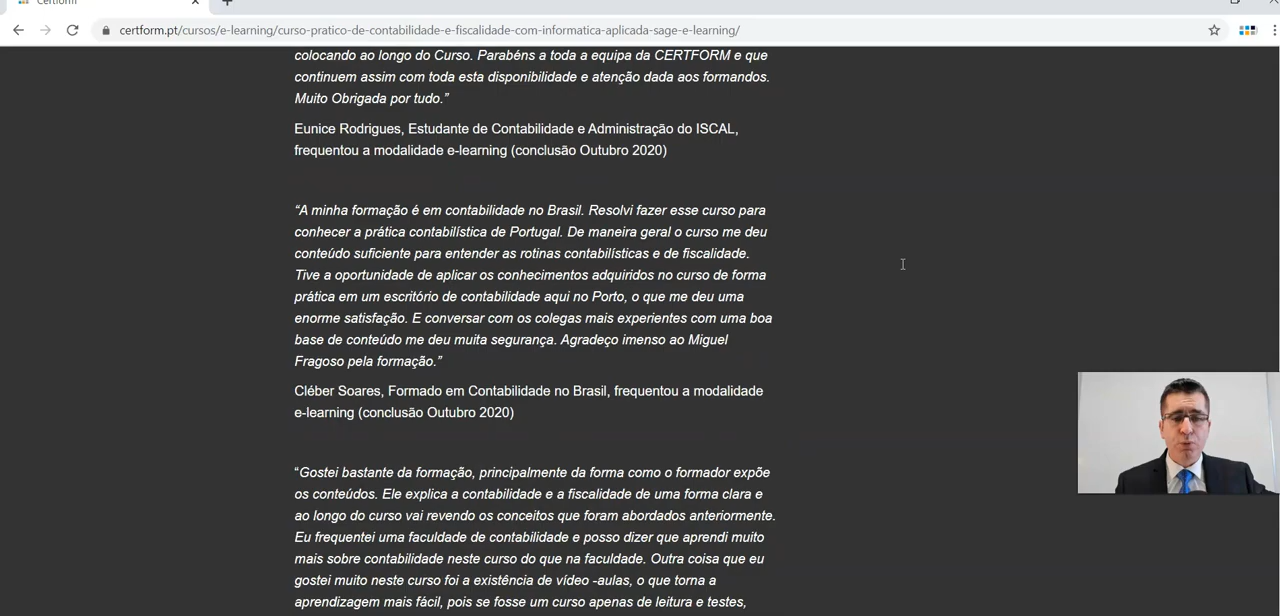 Certform
certform.pt/cursos/e-learning/curso-pratico-de-contabilidade-e-fiscalidade-com-informatica-aplicada-sage-e-learning/
colocando ao longo do Curso. Parabéns a toda a equipa da CERTFORM e que
continuem assim com toda esta disponibilidade e atenção dada aos formandos.
Muito Obrigada por tudo.”
Eunice Rodrigues, Estudante de Contabilidade e Administração do ISCAL,
frequentou a modalidade e-learning (conclusão Outubro 2020)
“A minha formação é em contabilidade no Brasil. Resolvi fazer esse curso para
conhecer a prática contabilística de Portugal. De maneira geral o curso me deu
conteúdo suficiente para entender as rotinas contabilísticas e de fiscalidade.
Tive a oportunidade de aplicar os conhecimentos adquiridos no curso de forma
prática em um escritório de contabilidade aqui no Porto, o que me deu uma
enorme satisfação. E conversar com os colegas mais experientes com uma boa
base de conteúdo me deu muita segurança. Agradeço imenso ao Miguel
Fragoso pela formação.”
Cléber Soares, Formado em Contabilidade no Brasil, frequentou a modalidade
e-learning (conclusão Outubro 2020)
“Gostei bastante da formação, principalmente da forma como o formador expõe
os conteúdos. Ele explica a contabilidade e a fiscalidade de uma forma clara e
ao longo do curso vai revendo os conceitos que foram abordados anteriormente.
Eu frequentei uma faculdade de contabilidade e posso dizer que aprendi muito
mais sobre contabilidade neste curso do que na faculdade. Outra coisa que eu
gostei muito neste curso foi a existência de vídeo -aulas, o que torna a
aprendizagem mais fácil, pois se fosse um curso apenas de leitura e testes,